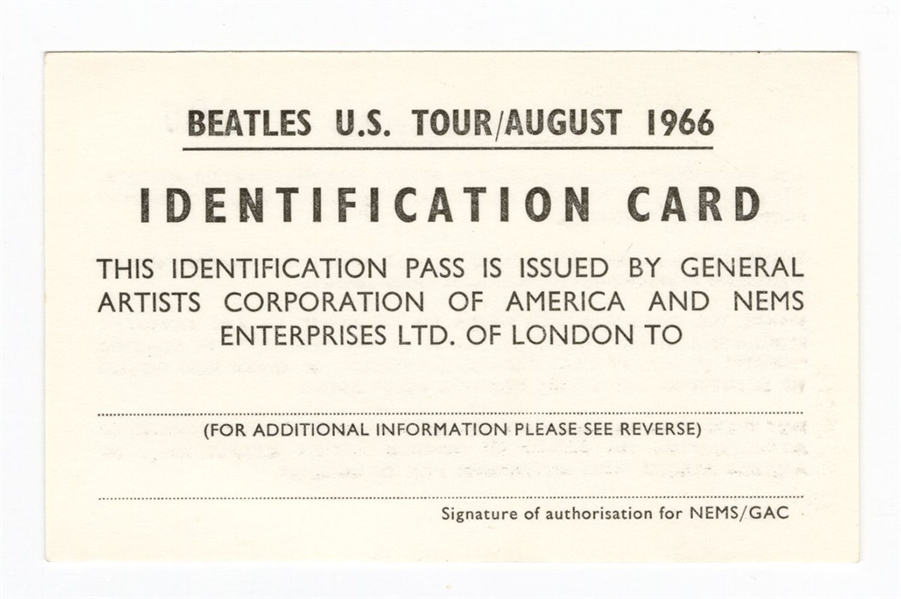 BEATLES U.S. TOUR/AUGUST 1966
IDENTIFICATION CARD
THIS IDENTIFICATION PASS IS ISSUED BY GENERAL
ARTISTS CORPORATION OF AMERICA AND NEMS
ENTERPRISES LTD. OF LONDON TO
(FOR ADDITIONAL INFORMATION PLEASE SEE REVERSE)
Signature of authorisation for NEMS/GAC